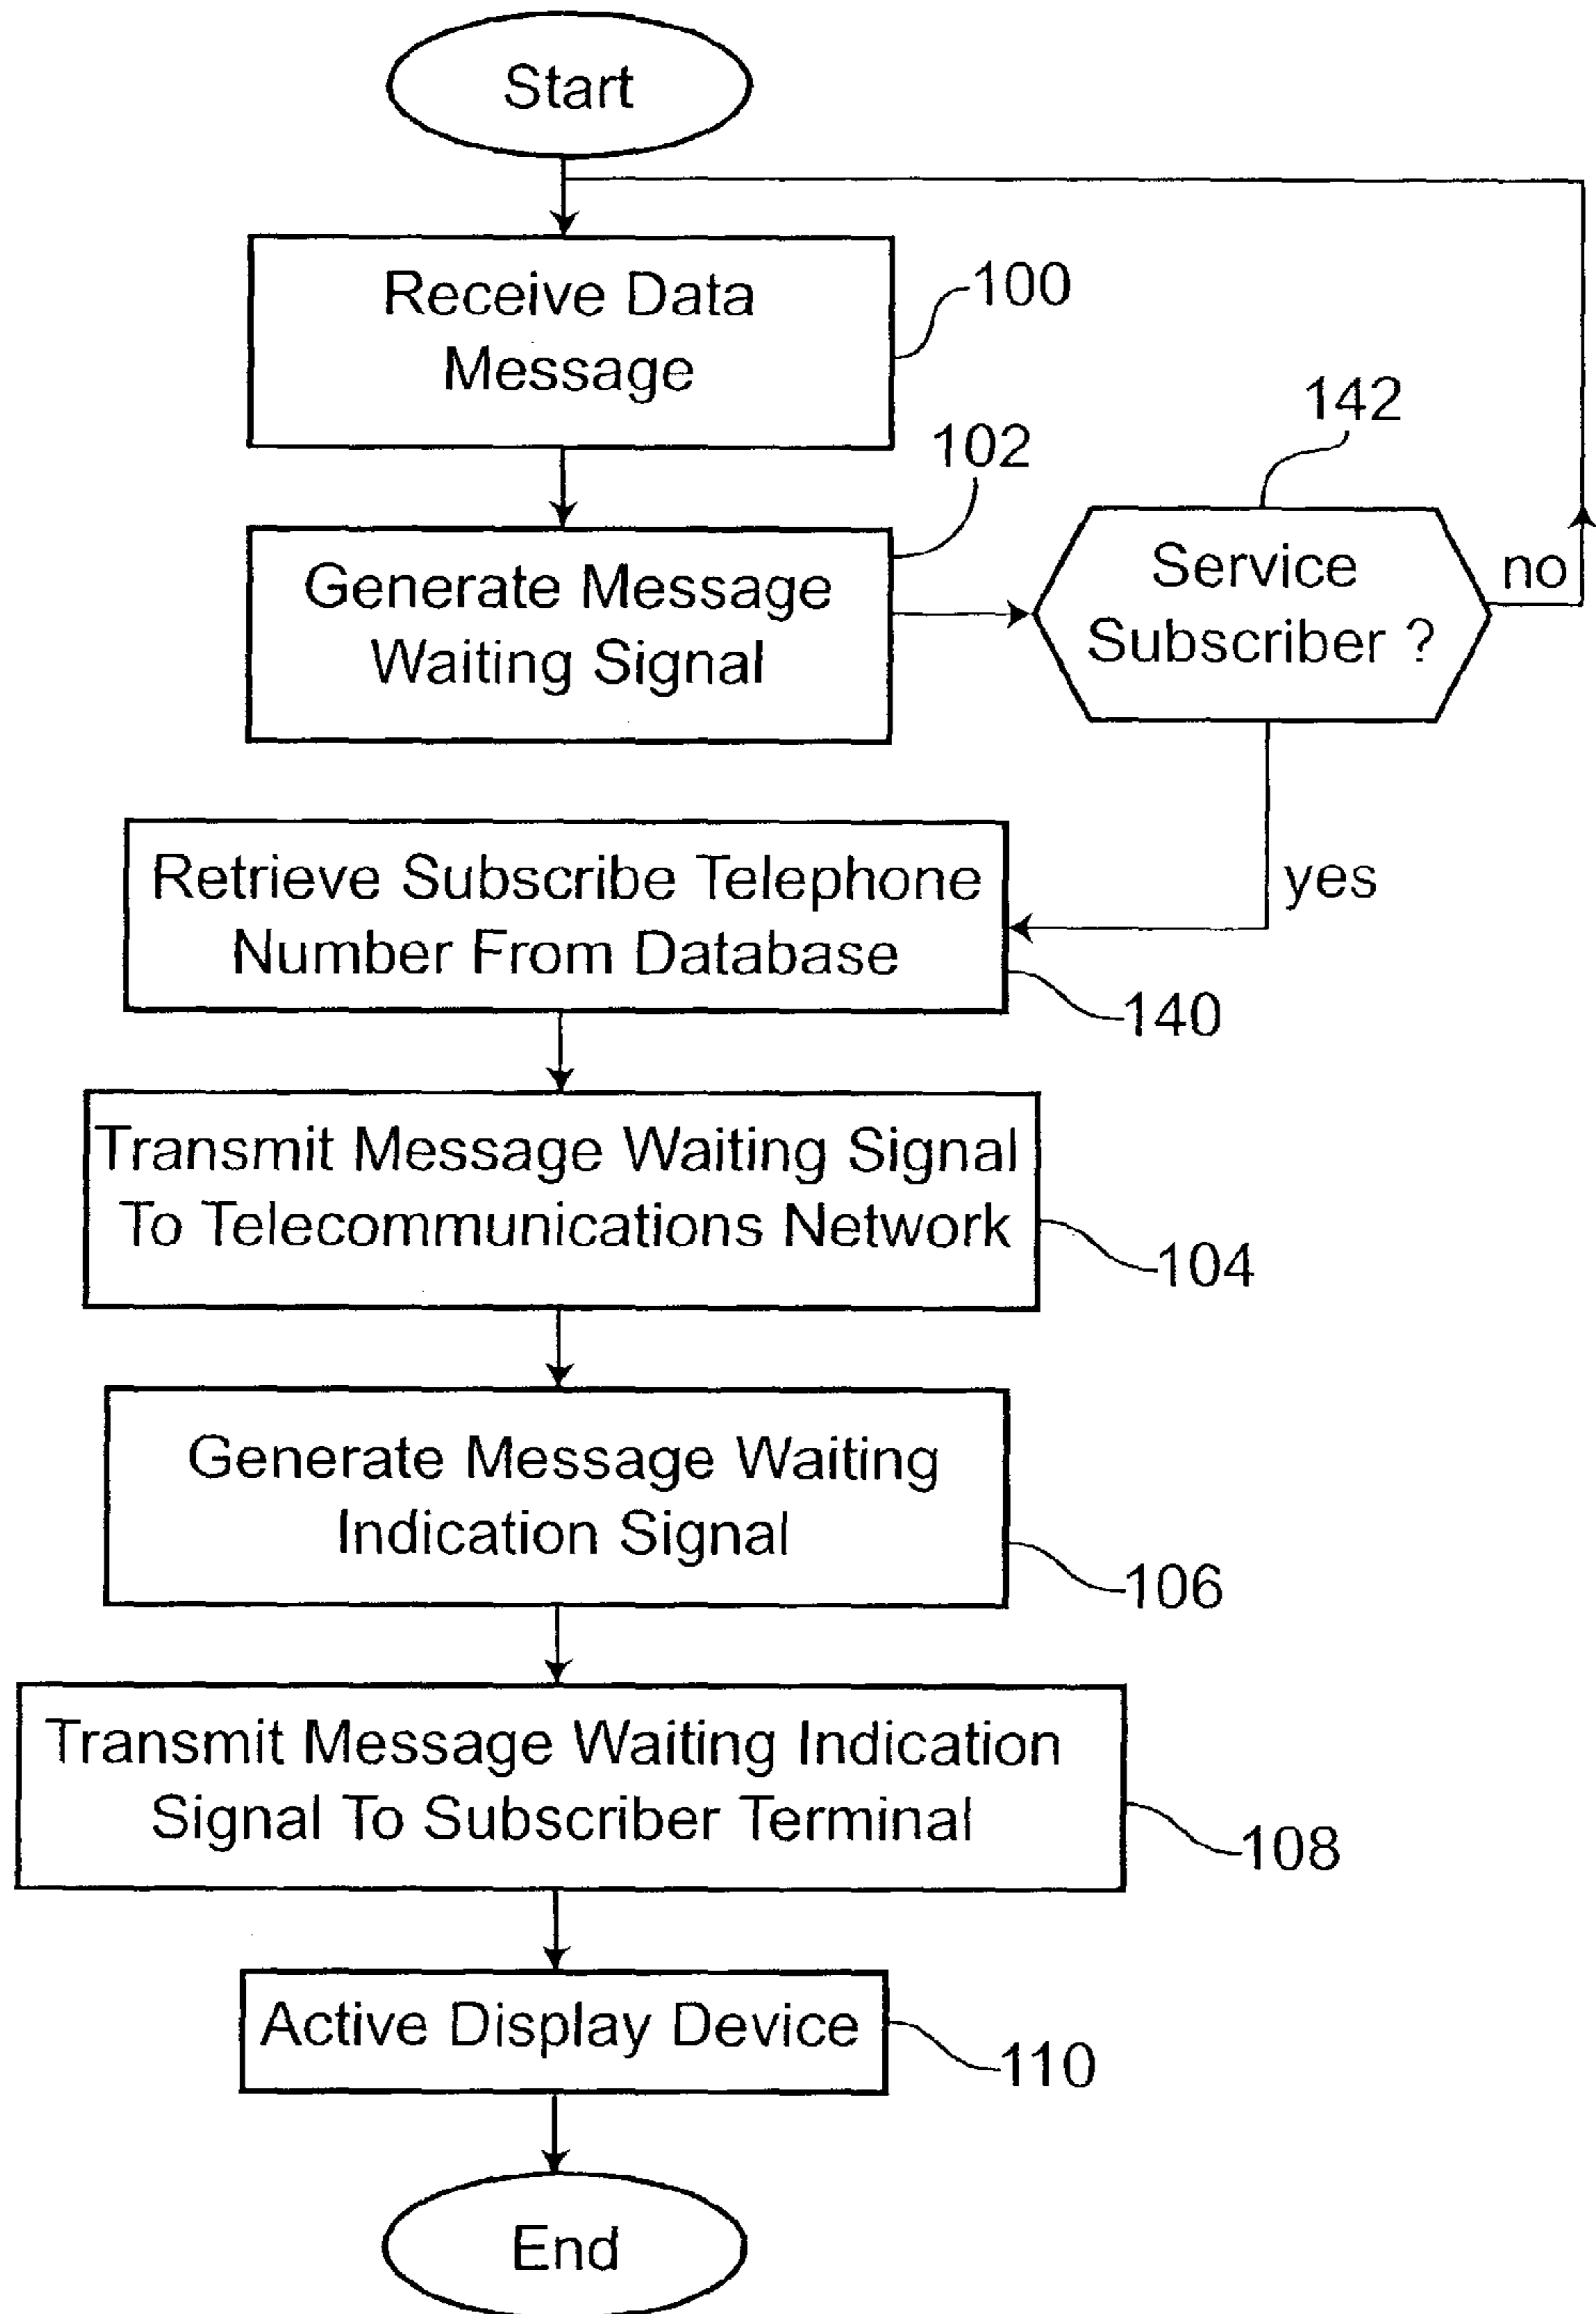 Start
Receive Data
Message
100
102
Generate Message
Waiting Signal
142
Service
Subscriber ?
no
yes
Retrieve Subscribe Telephone
Number From Database
140
Transmit Message Waiting Signal
To Telecommunications Network
104
Generate Message Waiting
Indication Signal
106
Transmit Message Waiting Indication
Signal To Subscriber Terminal
108
Active Display Device
110
End